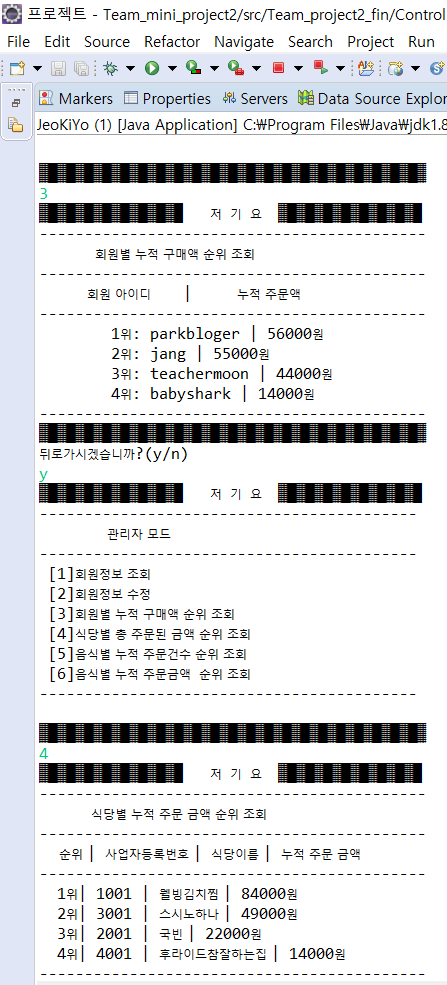 프로젝트 - Team_mini_project2/src/Team_project2_fin/Control
File Edit Source Refactor Navigate Search Project Run
Markers Properties Servers Data Source Explor
JeoKiYo (1) [Java Application] C:₩Program Files₩Java₩jdk1.8
3
저 기 요
----------------------------------------
회원별 누적 구매액 순위 조회
----------------------------------------
회원 아이디 | 누적 주문액
----------------------------------------
1위: parkbloger | 56000원
2위: jang | 55000원
3위: teachermoon | 44000원
4위: babyshark | 14000원
----------------------------------------
뒤로가시겠습니까?(y/n)
y
저 기 요
---------------------------------------
관리자 모드
---------------------------------------
[1]회원정보 조회
[2]회원정보 수정
[3]회원별 누적 구매액 순위 조회
[4]식당별 총 주문된 금액 순위 조회
[5]음식별 누적 주문건수 순위 조회
[6]음식별 누적 주문금액  순위 조회
---------------------------------------
4
저 기 요
----------------------------------------
식당별 누적 주문 금액 순위 조회
----------------------------------------
순위 | 사업자등록번호 | 식당이름 | 누적 주문 금액
----------------------------------------
1위| 1001 | 웰빙김치찜 | 84000원
2위| 3001 | 스시노하나 | 49000원
3위| 2001 | 국빈 | 22000원
4위| 4001 | 후라이드참잘하는집 | 14000원
----------------------------------------